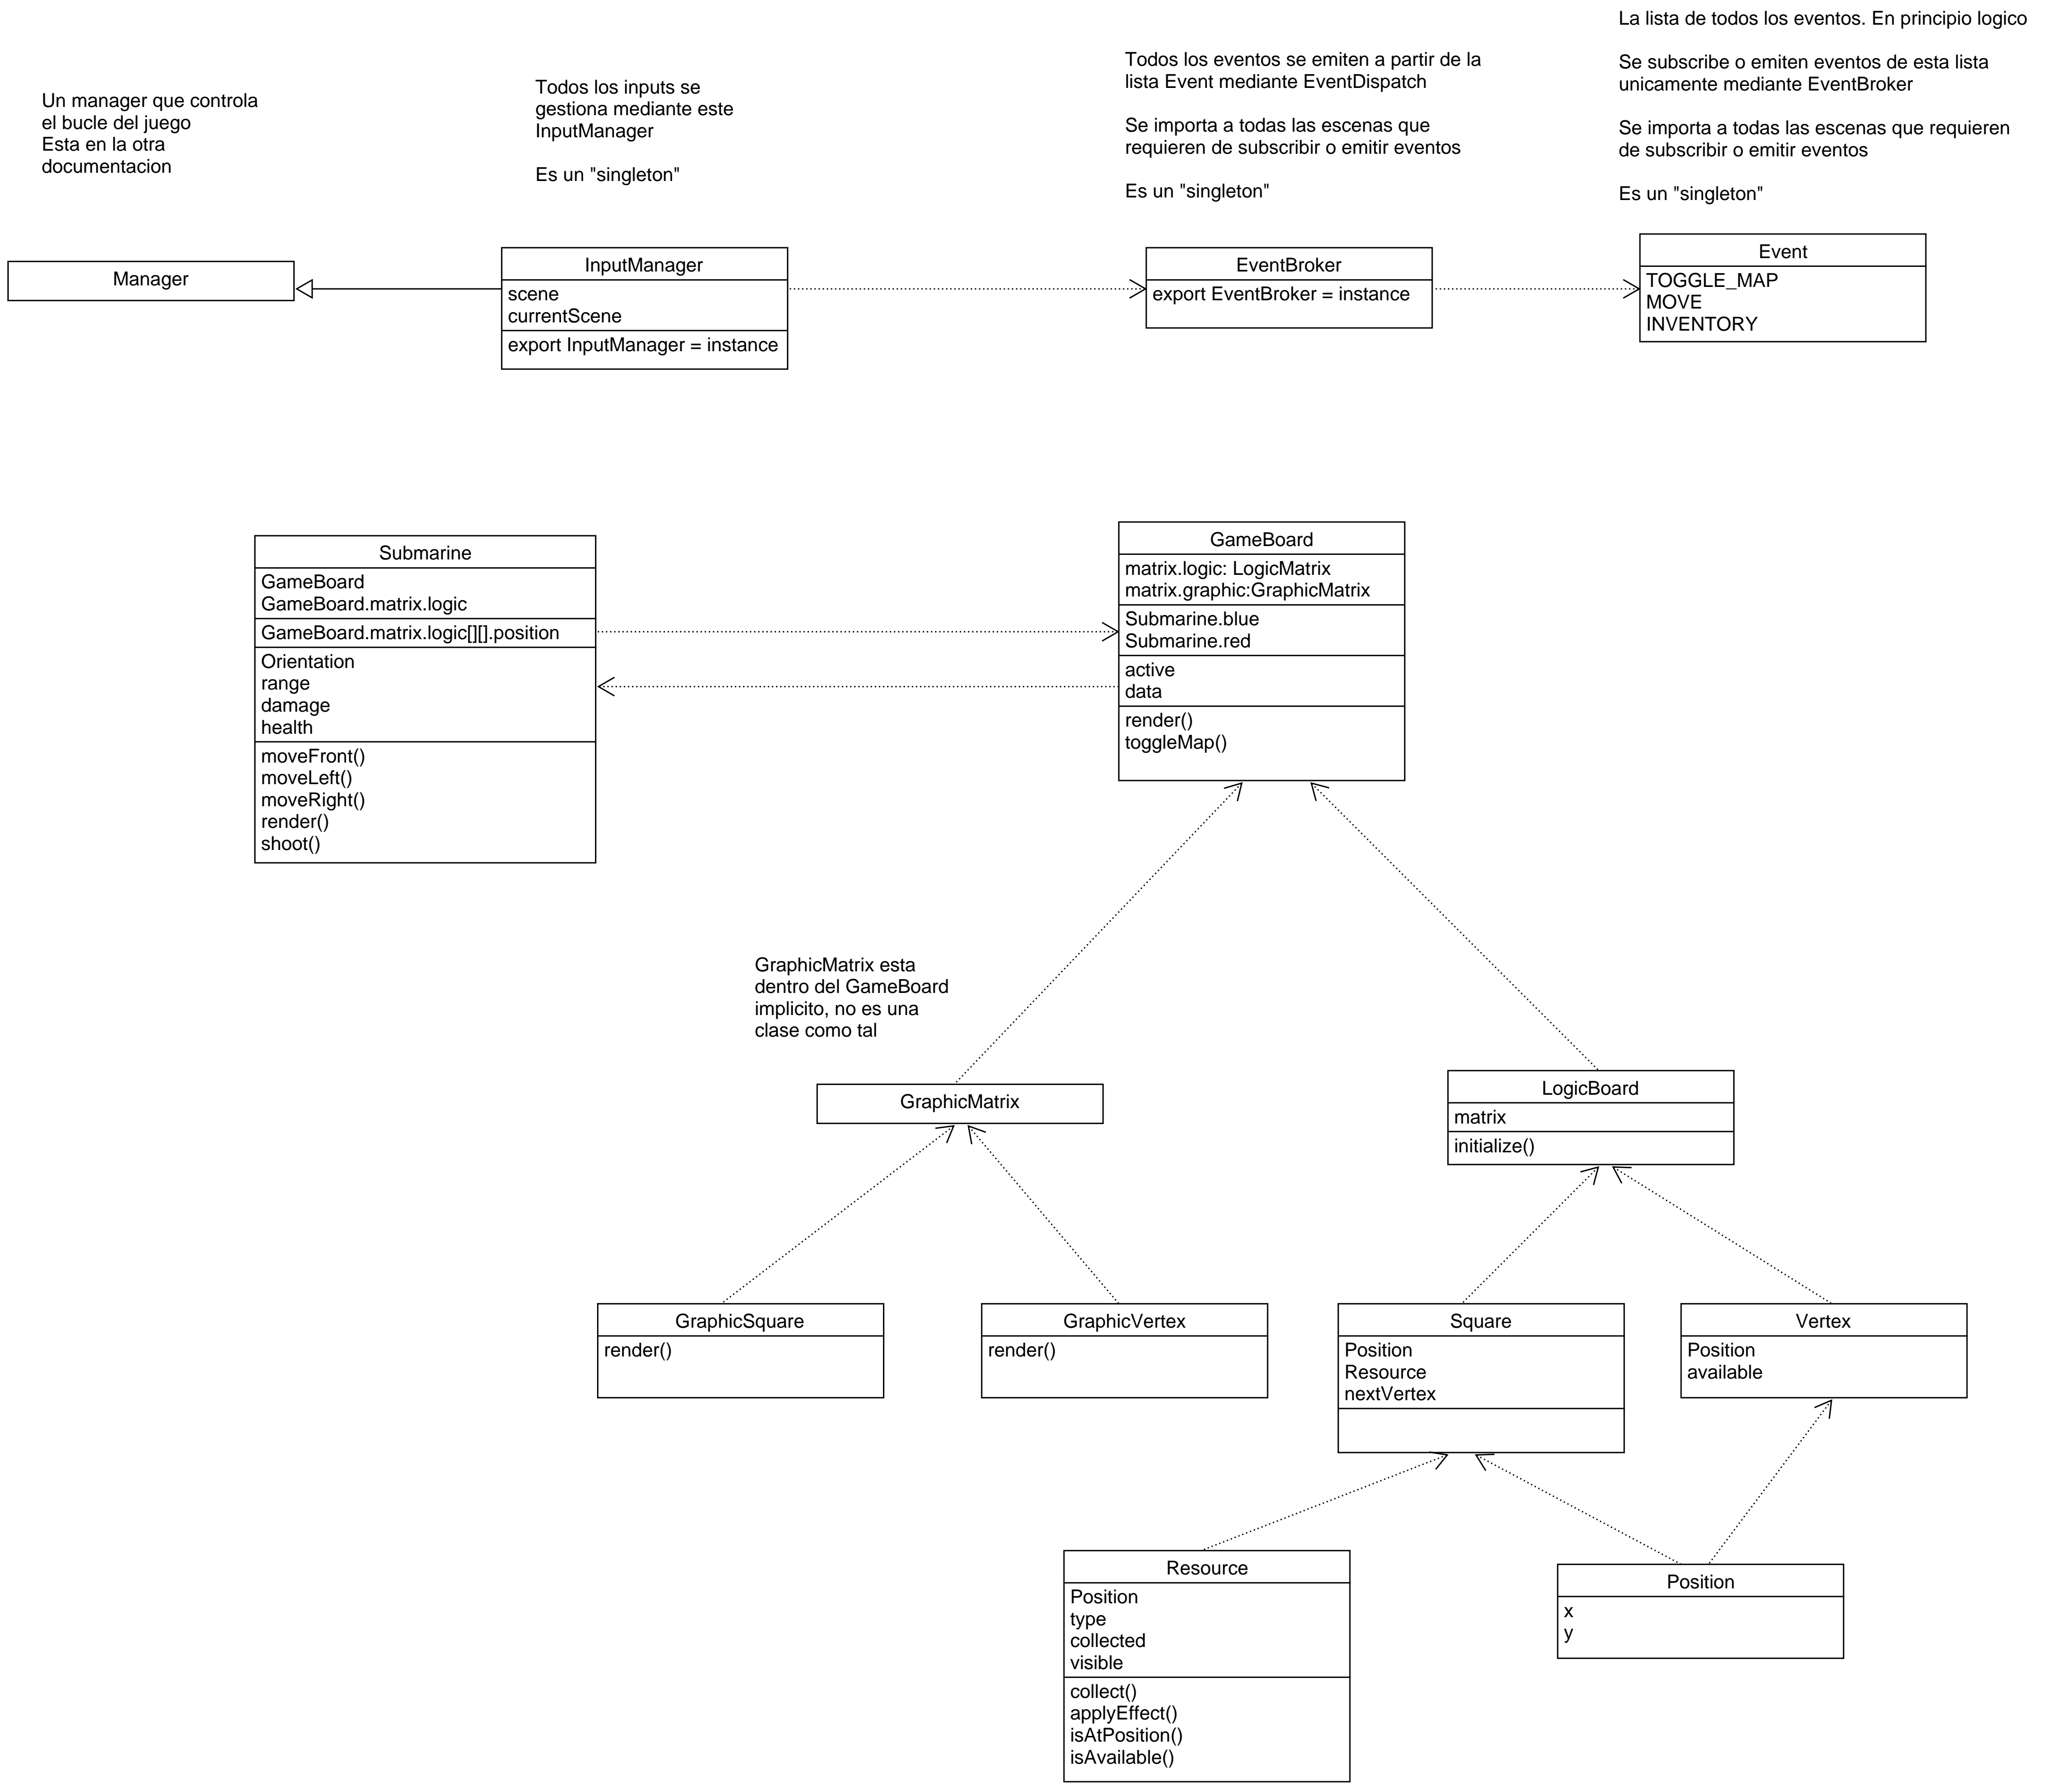 La lista de todos los eventos. En principio logico
Se subscribe o emiten eventos de esta lista
unicamente mediante EventBroker
Se importa a todas las escenas que requieren
de subscribir o emitir eventos
Es un "singleton"
Todos los eventos se emiten a partir de la
lista Event mediante EventDispatch
Se importa a todas las escenas que
requieren de subscribir o emitir eventos
Es un "singleton"
Todos los inputs se
gestiona mediante este
InputManager
Es un "singleton"
Un manager que controla
el bucle del juego
Esta en la otra
documentacion
Manager
InputManager
scene
currentScene
export InputManager = instance
EventBroker
export EventBroker = instance
Event
TOGGLE_MAP
MOVE
INVENTORY
Submarine
GameBoard
GameBoard.matrix.logic
GameBoard.matrix.logic[][].position
Orientation
range
damage
health
moveFront()
moveLeft()
moveRight()
render()
shoot()
GameBoard
matrix.logic: LogicMatrix
matrix.graphic:GraphicMatrix
Submarine.blue
Submarine.red
active
data
render()
toggleMap()
GraphicMatrix esta
dentro del GameBoard
implicito, no es una
clase como tal
GraphicMatrix
LogicBoard
matrix
initialize()
GraphicSquare
render()
GraphicVertex
render()
Square
Position
Resource
nextVertex
Vertex
Position
available
Resource
Position
type
collected
visible
collect()
applyEffect()
isAtPosition()
isAvailable()
Position
x
y